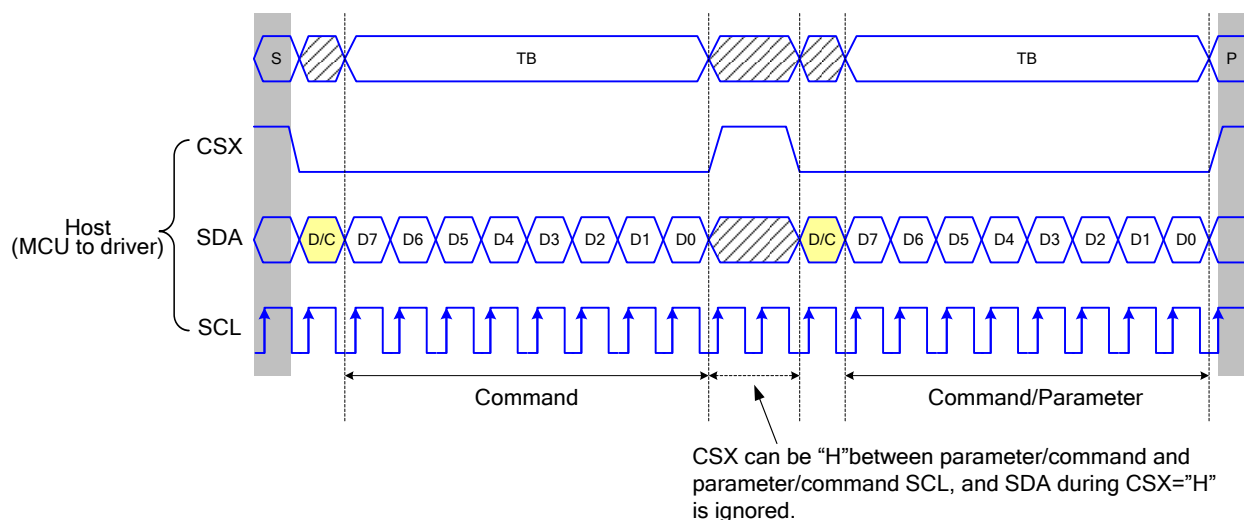 S
TB
TB
P
CSX
Host
(MCU to driver)
SDA
D/C D7 D6 D5 D4 D3 D2 D1 D0 D/C D7 D6 D5 D4 D3 D2 D1 D0
SCL
Command
Command/Parameter
CSX can be “H”between parameter/command and
parameter/command SCL, and SDA during CSX=”H”
is ignored.